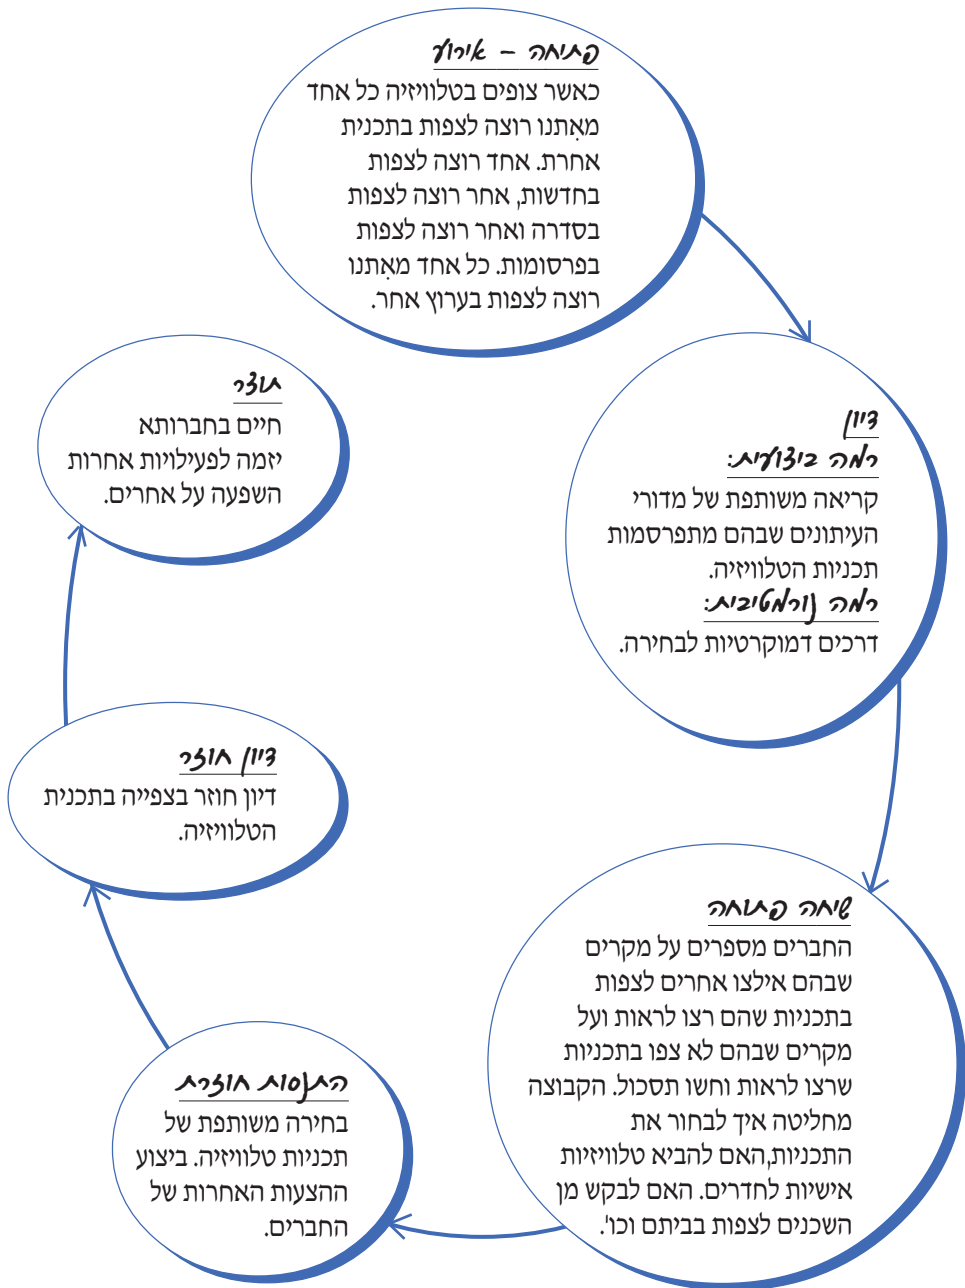 פתיחה – אירוע
כאשר צופים בטלוויזיה כל אחד
מאִתנו רוצה לצפות בתכנית
אחרת. אחד רוצה לצפות
בחדשות, אחר רוצה לצפות
בסדרה ואחר רוצה לצפות
בפרסומות. כל אחד מאִתנו
רוצה לצפות בערוץ אחר.
דיון
רמה ביצועית:
קריאה משותפת של מדורי
העיתונים שבהם מתפרסמות
תכניות הטלוויזיה.
רמה נורמטיבית:
דרכים דמוקרטיות לבחירה.
שיחה פתוחה
החברים מספרים על מקרים
שבהם אילצו אחרים לצפות
בתכניות שהם רצו לראות ועל
מקרים שבהם לא צפו בתכניות
שרצו לראות וחשו תסכול. הקבוצה
מחליטה איך לבחור את
התכניות,האם להביא טלוויזיות
אישיות לחדרים. האם לבקש מן
השכנים לצפות בביתם וכו'.
התנסות חוזרת
בחירה משותפת של
תכניות טלוויזיה. ביצוע
ההצעות האחרות של
החברים.
דיון חוזר
דיון חוזר בצפייה בתכנית
הטלוויזיה.
תוצר
חיים בחברותא
יזמה לפעילויות אחרות
השפעה על אחרים.